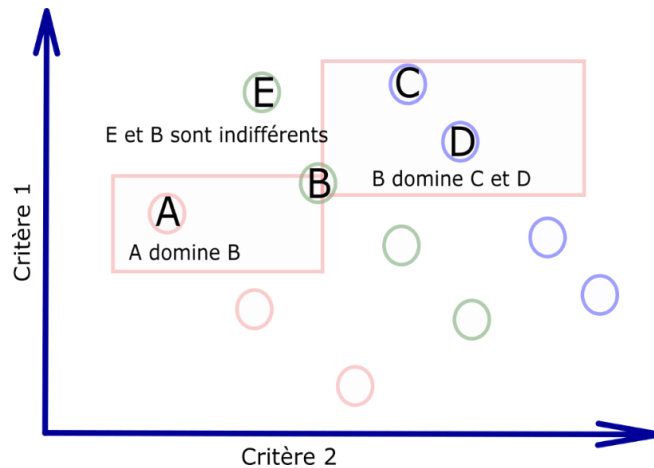 C
E
E et B sont indifférents
D
B domine C et D
B
A
A domine B
Critère 1
Critère 2